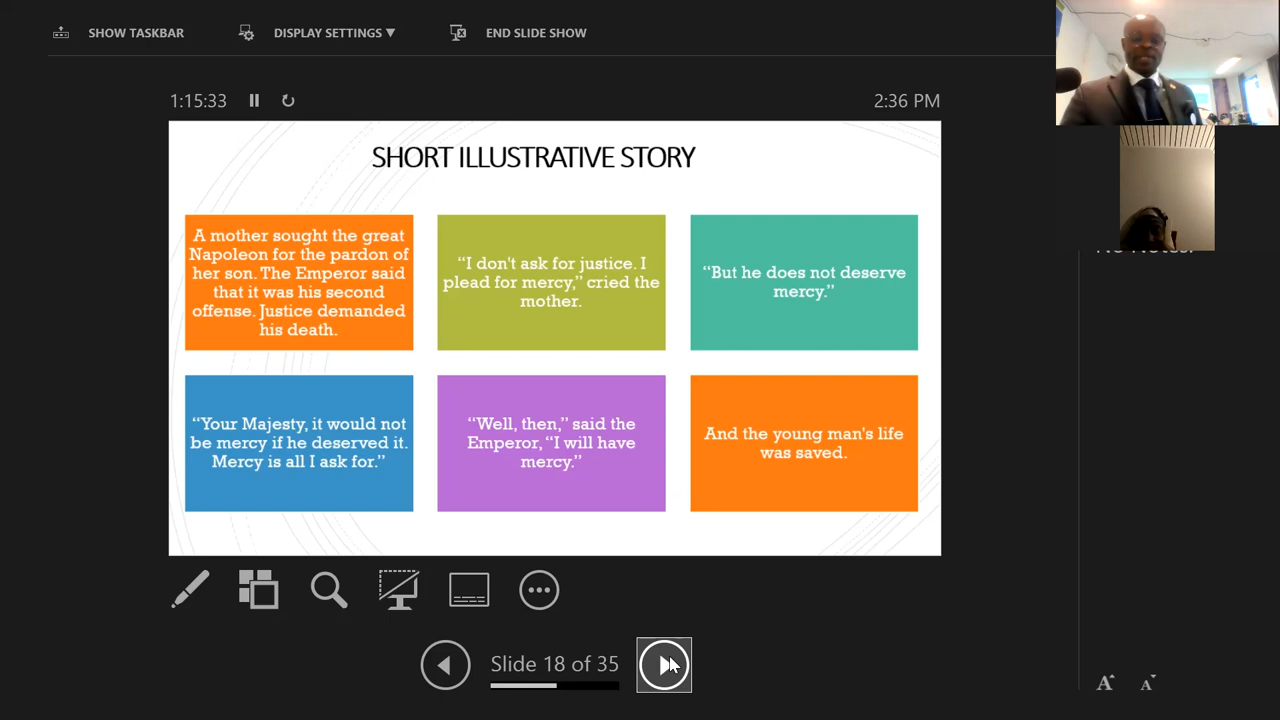 SHOW TASKBAR
DISPLAY SETTINGS ▼
END SLIDE SHOW
1:15:33
2:36 PM
SHORT ILLUSTRATIVE STORY
A mother sought the great
Napoleon for the pardon of
her son. The Emperor said
that it was his second
offense. Justice demanded
his death.
“I don't ask for justice. I
plead for mercy,” cried the
mother.
“But he does not deserve
mercy.”
“Your Majesty, it would not
be mercy if he deserved it.
Mercy is all I ask for.”
“Well, then,” said the
Emperor, “I will have
mercy.”
And the young man's life
was saved.
No Notes.
Slide 18 of 35
A A